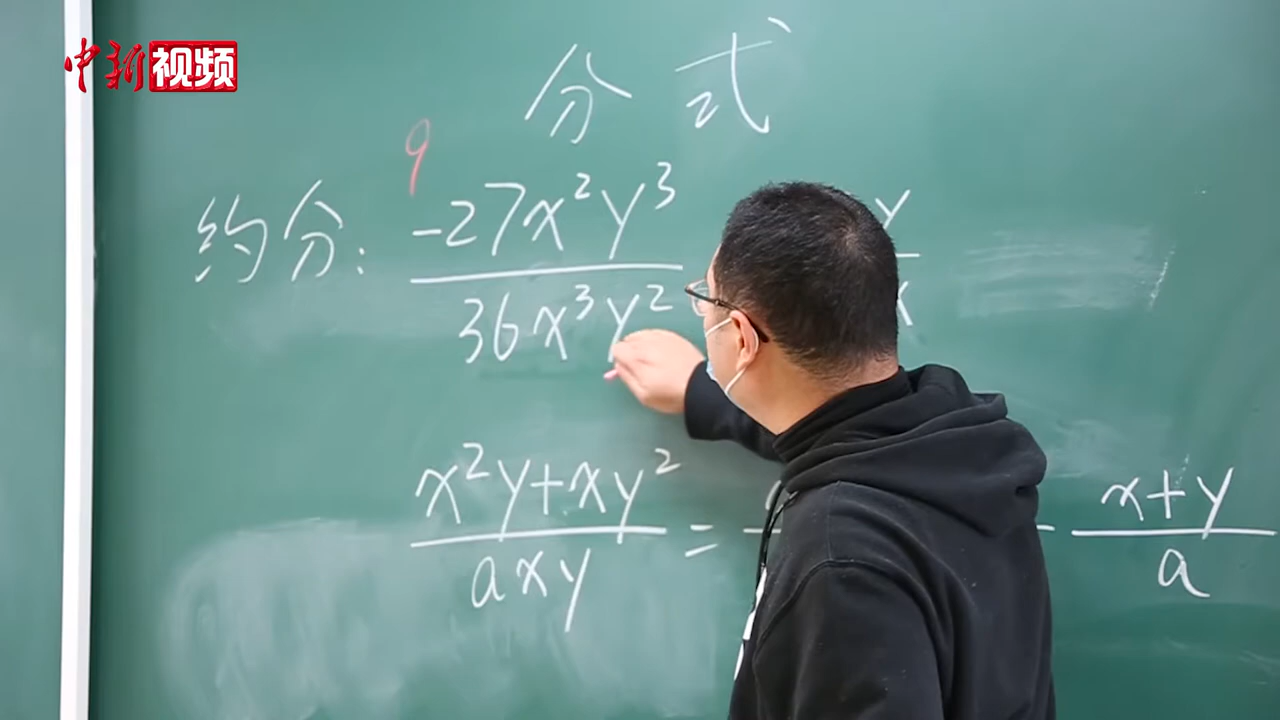 中新视频
分式
9
约分: -27x²y³ / 36x³y² y
x²y+xy² / axy = - x+y / a